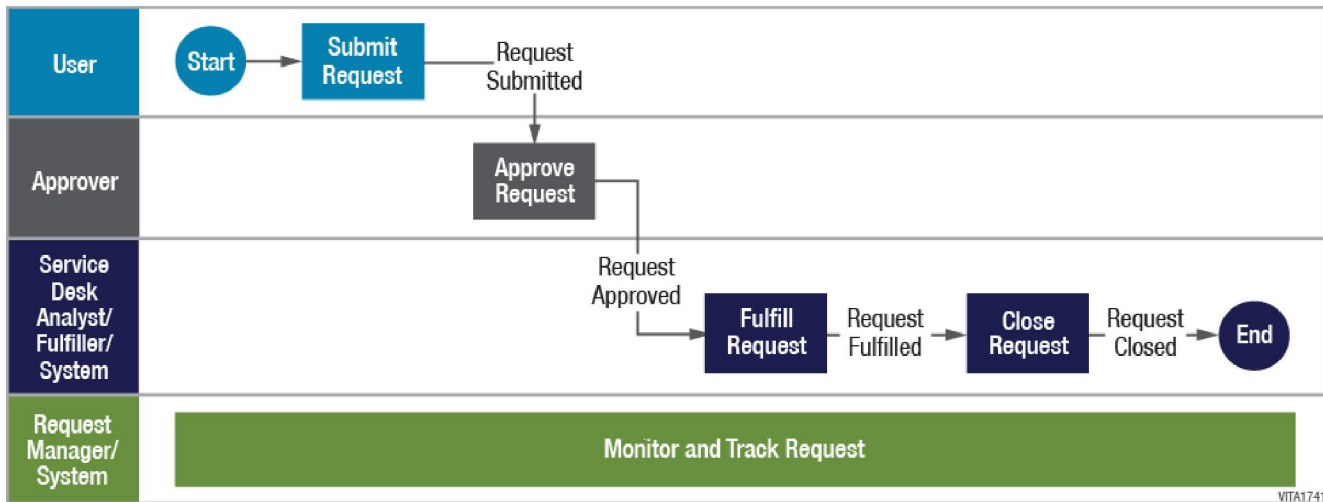 User
Start
Submit
Request
Request
Submitted
Approver
Approve
Request
Service
Desk
Analyst/
Fulfiller/
System
Request
Approved
Fulfill
Request
Request
Fulfilled
Close
Request
Request
Closed
End
Request
Manager/
System
Monitor and Track Request
VITA1741